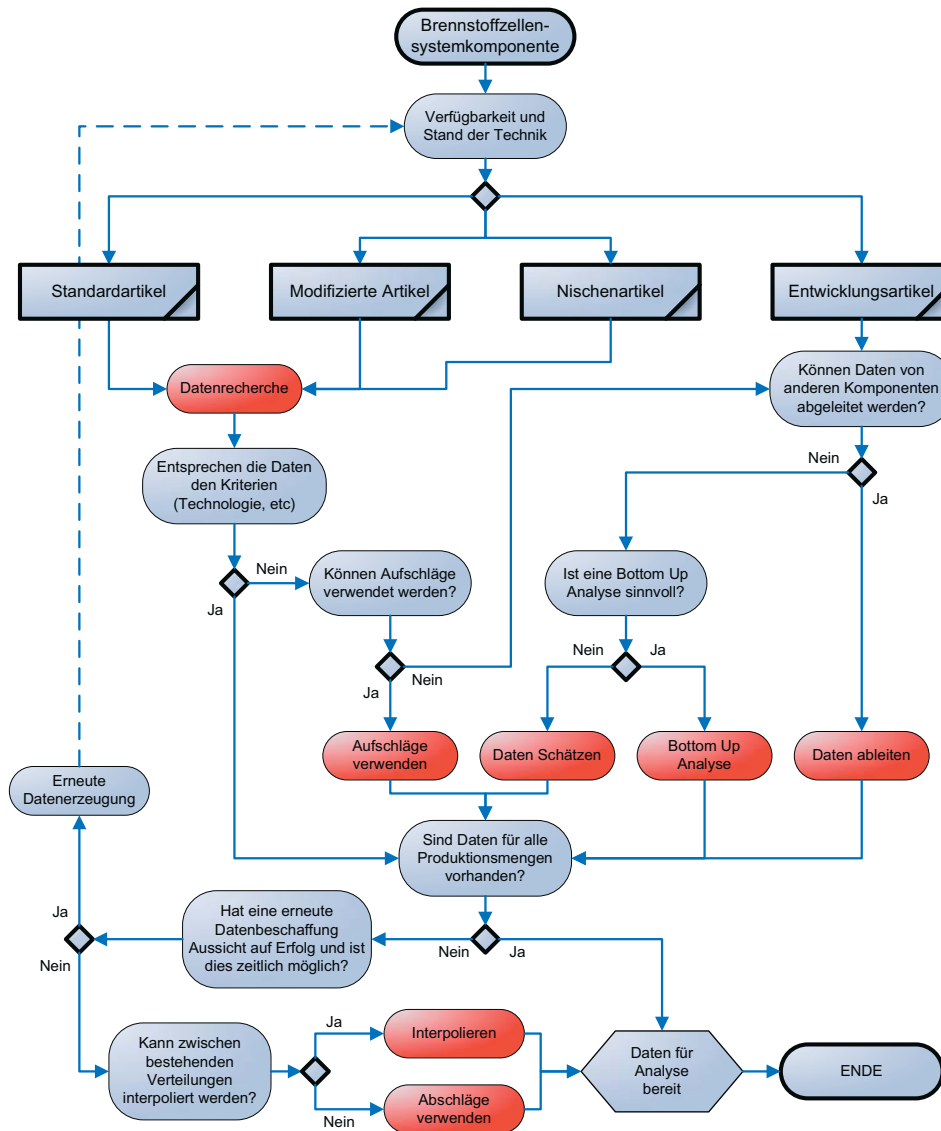 Brennstoffzellen-
systemkomponente
Verfügbarkeit und
Stand der Technik
Standardartikel
Modifizierte Artikel
Nischenartikel
Entwicklungsartikel
Datenrecherche
Können Daten von
anderen Komponenten
abgeleitet werden?
Entsprechen die Daten
den Kriterien
(Technologie, etc)
Nein
Ja
Nein
Ja
Können Aufschläge
verwendet werden?
Ist eine Bottom Up
Analyse sinnvoll?
Ja
Nein
Nein
Ja
Aufschläge
verwenden
Daten Schätzen
Bottom Up
Analyse
Daten ableiten
Erneute
Datenerzeugung
Sind Daten für alle
Produktionsmengen
vorhanden?
Ja
Nein
Hat eine erneute
Datenbeschaffung
Aussicht auf Erfolg und ist
dies zeitlich möglich?
Nein
Ja
Kann zwischen
bestehenden
Verteilungen
interpoliert werden?
Ja
Nein
Interpolieren
Abschläge
verwenden
Daten für
Analyse
bereit
ENDE